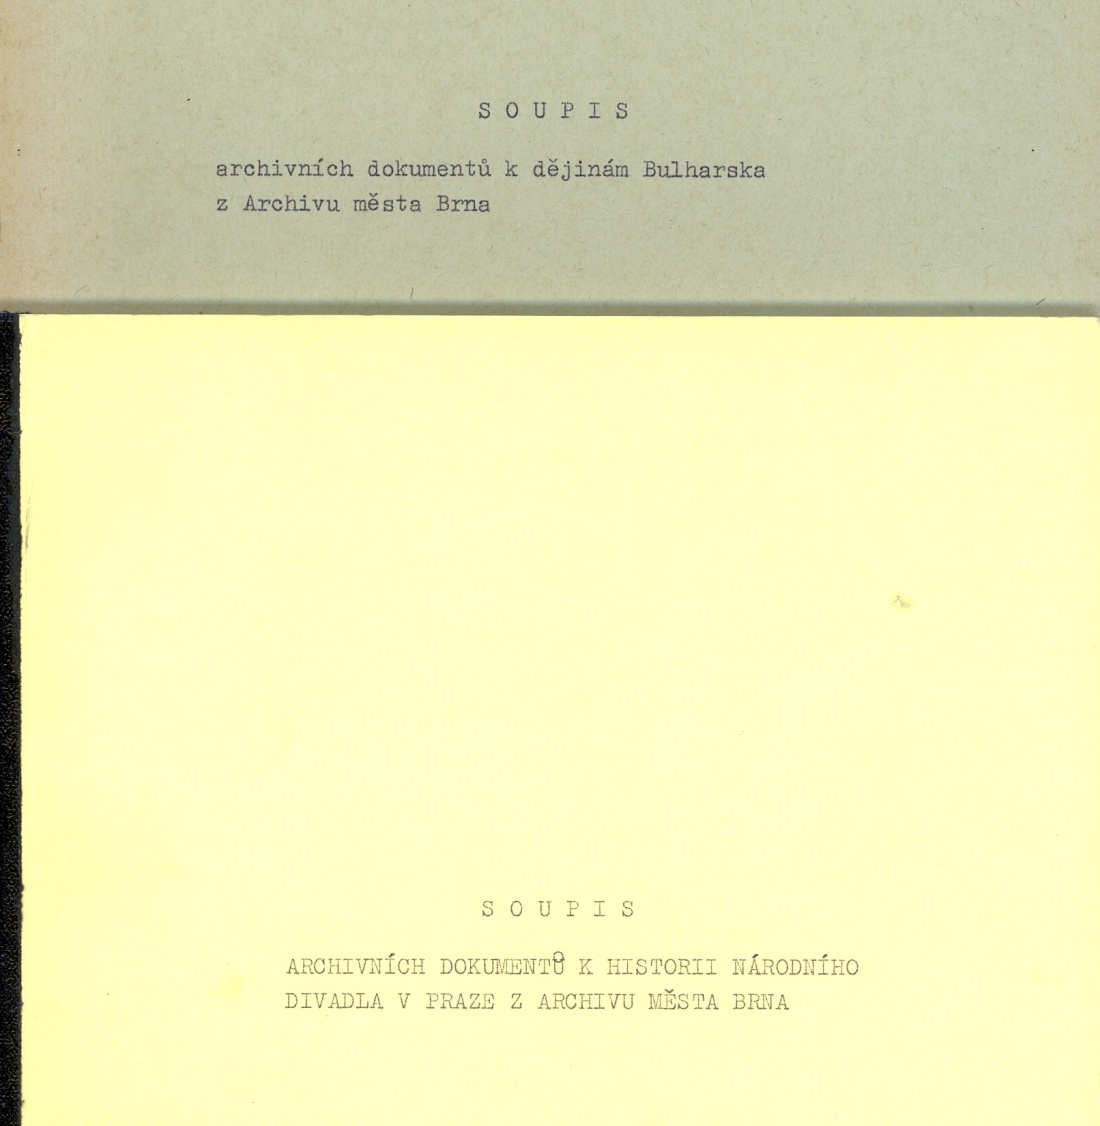 S O U P I S
archivních dokumentů k dějinám Bulharska
z Archivu města Brna
S O U P I S
ARCHIVNÍCH DOKUMENTŮ K HISTORII NÁRODNÍHO
DIVADLA V PRAZE Z ARCHIVU MĚSTA BRNA